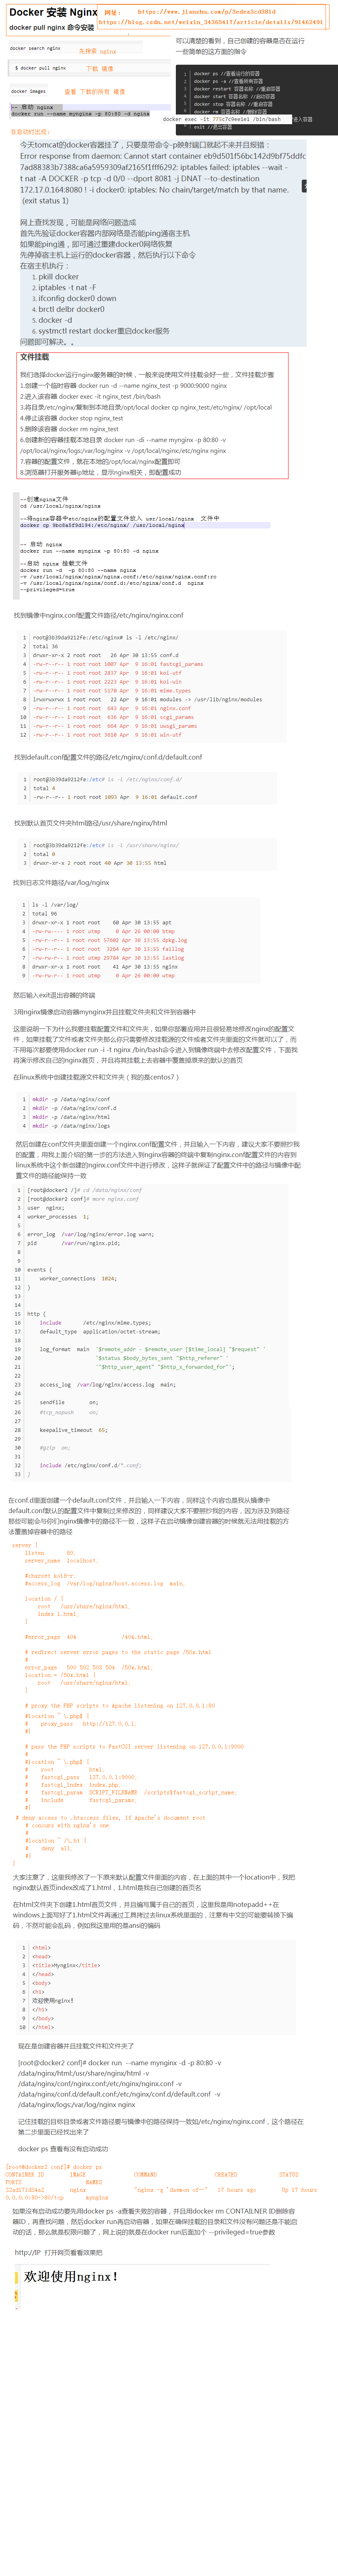 Docker 安装 Nginx
网址： https://www.jianshu.com/p/3edea3cd381d
https://blog.csdn.net/weixin_34365417/article/details/91462491
docker pull nginx 命令安装
可以清楚的看到，自己创建的容器是否在运行
一些简单的这方面的指令
docker search nginx 先搜索 nginx
$ docker pull nginx 下载 镜像
docker images 查看 下载的所有 镜像
1 docker ps //查看运行的容器
2 docker ps -a //查看所有容器
3 docker restart 容器名称 //重启容器
4 docker start 容器名称 //启动容器
5 docker stop 容器名称 //重启容器
6 docker rm 容器名称 //删除容器
docker exec -it 775c7c9ee1e1 /bin/bash
exit //退出容器
-- 启动 nginx
docker run --name mynginx -p 80:80 -d nginx
在启动时出现：
今天tomcat的docker容器挂了，只要是带命令-p映射端口就起不来并且报错：
Error response from daemon: Cannot start container eb9d501f56bc142d9bf75ddfc
7ad88383b7388ca6a5959309af2165f1fff6292: iptables failed: iptables --wait -
t nat -A DOCKER -p tcp -d 0/0 --dport 8081 -j DNAT --to-destination
172.17.0.164:8080 ! -i docker0: iptables: No chain/target/match by that name.
(exit status 1)
网上查找发现，可能是网络问题造成
首先先验证docker容器内部网络是否能ping通宿主机
如果能ping通，即可通过重建docker0网络恢复
先停掉宿主机上运行的docker容器，然后执行以下命令
在宿主机执行：
1. pkill docker
2. iptables -t nat -F
3. ifconfig docker0 down
4. brctl delbr docker0
5. docker -d
6. systmctl restart docker重启docker服务
问题即可解决。。
文件挂载
我们选择docker运行nginx服务器的时候，一般来说使用文件挂载会好一些，文件挂载步骤
1.创建一个临时容器 docker run -d --name nginx_test -p 9000:9000 nginx
2.进入该容器 docker exec -it nginx_test /bin/bash
3.将目录/etc/nginx/复制到本地目录/opt/local docker cp nginx_test:/etc/nginx/ /opt/local
4.停止该容器 docker stop nginx_test
5.删除该容器 docker rm nginx_test
6.创建新的容器挂载本地目录 docker run -di --name mynginx -p 80:80 -v
/opt/local/nginx/logs:/var/log/nginx -v /opt/local/nginx/etc/nginx nginx
7.容器的配置文件，就在本地的/opt/local/nginx配置即可
8.浏览器打开服务器ip地址，显示nginx相关，即配置成功
--创建nginx文件
cd /usr/local/nginx
--将nginx容器中etc/nginx的配置文件放入 usr/local/nginx 文件中
docker cp 9bc8a5f9d194:/etc/nginx/ /usr/local/nginx
-- 启动 nginx
docker run --name mynginx -p 80:80 -d nginx
--启动 nginx 挂载文件
docker run -d -p 80:80 --name nginx
-v /usr/local/nginx/nginx/nginx.conf:/etc/nginx/nginx.conf:ro
-v /usr/local/nginx/nginx/conf.d:/etc/nginx/conf.d nginx
--privileged=true
找到镜像中nginx.conf配置文件路径/etc/nginx/nginx.conf
1 root@3b39da9212fe:/etc/nginx# ls -l /etc/nginx/
2 total 36
3 drwxr-xr-x 2 root root 26 Apr 30 13:55 conf.d
4 -rw-r--r-- 1 root root 1007 Apr 9 16:01 fastcgi_params
5 -rw-r--r-- 1 root root 2837 Apr 9 16:01 koi-utf
6 -rw-r--r-- 1 root root 2223 Apr 9 16:01 koi-win
7 -rw-r--r-- 1 root root 5170 Apr 9 16:01 mime.types
8 lrwxrwxrwx 1 root root 22 Apr 9 16:01 modules -> /usr/lib/nginx/modules
9 -rw-r--r-- 1 root root 643 Apr 9 16:01 nginx.conf
10 -rw-r--r-- 1 root root 636 Apr 9 16:01 scgi_params
11 -rw-r--r-- 1 root root 664 Apr 9 16:01 uwsgi_params
12 -rw-r--r-- 1 root root 3610 Apr 9 16:01 win-utf
找到default.conf配置文件的路径/etc/nginx/conf.d/default.conf
1 root@3b39da9212fe:/etc# ls -l /etc/nginx/conf.d/
2 total 4
3 -rw-r--r-- 1 root root 1093 Apr 9 16:01 default.conf
找到默认首页文件夹html路径/usr/share/nginx/html
1 root@3b39da9212fe:/etc# ls -l /usr/share/nginx/
2 total 0
3 drwxr-xr-x 2 root root 40 Apr 30 13:55 html
找到日志文件路径/var/log/nginx
1 ls -l /var/log/
2 total 96
3 drwxr-xr-x 1 root root 60 Apr 30 13:55 apt
4 -rw-rw---- 1 root utmp 0 Apr 26 00:00 btmp
5 -rw-r--r-- 1 root root 57602 Apr 30 13:55 dpkg.log
6 -rw-r--r-- 1 root root 3264 Apr 30 13:55 faillog
7 -rw-rw-r-- 1 root utmp 29784 Apr 30 13:55 lastlog
8 drwxr-xr-x 1 root root 41 Apr 30 13:55 nginx
9 -rw-rw-r-- 1 root utmp 0 Apr 26 00:00 wtmp
然后输入exit退出容器的终端
3用nginx镜像启动容器mynginx并且挂载文件夹和文件到容器中
这里说明一下为什么我要挂载配置文件和文件夹，如果你部署应用并且很轻易地修改nginx的配置文
件，如果挂载了文件或者文件夹那么你只需要修改挂载源的文件或者文件夹里面的文件就可以了，而
不用每次都要使用docker run -i -t nginx /bin/bash命令进入到镜像终端中去修改配置文件，下面我
将演示修改自己的nginx首页，并且将其挂载上去容器中覆盖掉原来的默认的首页
在linux系统中创建挂载源文件和文件夹（我的是centos7）
1 mkdir -p /data/nginx/conf
2 mkdir -p /data/nginx/conf.d
3 mkdir -p /data/nginx/html
4 mkdir -p /data/nginx/logs
然后创建在conf文件夹里面创建一个nginx.conf配置文件，并且输入一下内容，建议大家不要照抄我
的配置，用我上面介绍的第一步的方法进入到nginx容器的终端中复制nginx.conf配置文件的内容到
linux系统中这个新创建的nginx.conf文件中进行修改，这样子就保证了配置文件中的路径与镜像中配
置文件的路径能保持一致
1 [root@docker2 /]# cd /data/nginx/conf
2 [root@docker2 conf]# more nginx.conf
3 user nginx;
4 worker_processes 1;
5
6 error_log /var/log/nginx/error.log warn;
7 pid /var/run/nginx.pid;
8
9
10 events {
11 worker_connections 1024;
12 }
13
14
15 http {
16 include /etc/nginx/mime.types;
17 default_type application/octet-stream;
18
19 log_format main '$remote_addr - $remote_user [$time_local] "$request" '
20 '$status $body_bytes_sent "$http_referer" '
21 '"$http_user_agent" "$http_x_forwarded_for"';
22
23 access_log /var/log/nginx/access.log main;
24
25 sendfile on;
26 #tcp_nopush on;
27
28 keepalive_timeout 65;
29
30 #gzip on;
31
32 include /etc/nginx/conf.d/*.conf;
33 }
在conf.d里面创建一个default.conf文件，并且输入一下内容，同样这个内容也是我从镜像中
default.conf默认的配置文件中复制过来修改的，同样建议大家不要照抄我的内容，因为涉及到路径
那些可能会与你们nginx镜像中的路径不一致，这样子在启动镜像创建容器的时候就无法用挂载的方
法覆盖掉容器中的路径
server {
listen 80;
server_name localhost;
#charset koi8-r;
#access_log /var/log/nginx/host.access.log main;
location / {
root /usr/share/nginx/html;
index 1.html;
}
#error_page 404 /404.html;
# redirect server error pages to the static page /50x.html
#
error_page 500 502 503 504 /50x.html;
location = /50x.html {
root /usr/share/nginx/html;
}
# proxy the PHP scripts to Apache listening on 127.0.0.1:80
#location ~ \.php$ {
# proxy_pass http://127.0.0.1;
#}
# pass the PHP scripts to FastCGI server listening on 127.0.0.1:9000
#
#location ~ \.php$ {
# root html;
# fastcgi_pass 127.0.0.1:9000;
# fastcgi_index index.php;
# fastcgi_param SCRIPT_FILENAME /scripts$fastcgi_script_name;
# include fastcgi_params;
#}
# deny access to .htaccess files, if Apache's document root
# concurs with nginx's one
#
#location ~ /\.ht {
# deny all;
#}
}
大家注意了，这里我修改了一下原来默认配置文件里面的内容，在上面的其中一个location中，我把
nginx默认首页index改成了1.html，1.html是我自己创建的首页名
在html文件夹下创建1.html首页文件，并且编写属于自己的首页，这里我是用notepadd++在
windows上面写好了1.html文件再通过工具拷过去linux系统里面的，注意有中文的可能要转换下编
码，不然可能会乱码，例如我这里用的是ansi的编码
1 <html>
2 <head>
3 <title>Mynginx</title>
4 </head>
5 <body>
6 <h1>
7 欢迎使用nginx!
8 </h1>
9 </body>
10 </html>
现在是创建容器并且挂载文件和文件夹了
[root@docker2 conf]# docker run --name mynginx -d -p 80:80 -v
/data/nginx/html:/usr/share/nginx/html -v
/data/nginx/conf/nginx.conf:/etc/nginx/nginx.conf -v
/data/nginx/conf.d/default.conf:/etc/nginx/conf.d/default.conf -v
/data/nginx/logs:/var/log/nginx nginx
记住挂载的目标目录或者文件路径要与镜像中的路径保持一致如/etc/nginx/nginx.conf，这个路径在
第二步里面已经找出来了
docker ps 查看有没有启动成功
[root@docker2 conf]# docker ps
CONTAINER ID IMAGE COMMAND CREATED STATUS
PORTS NAMES
32ad171d34a2 nginx "nginx -g 'daemon of…" 17 hours ago Up 17 hours
0.0.0.0:80->80/tcp mynginx
如果没有启动成功要先用docker ps -a查看失败的容器，并且用docker rm CONTAILNER ID删除容
器ID，再查找问题，然后docker run再启动容器，如果在确保挂载的目录和文件没有问题还是不能启
动的话，那么就是权限问题了，网上说的就是在docker run后面加个 --privileged=true参数
http://IP 打开网页看看效果吧
欢迎使用nginx！